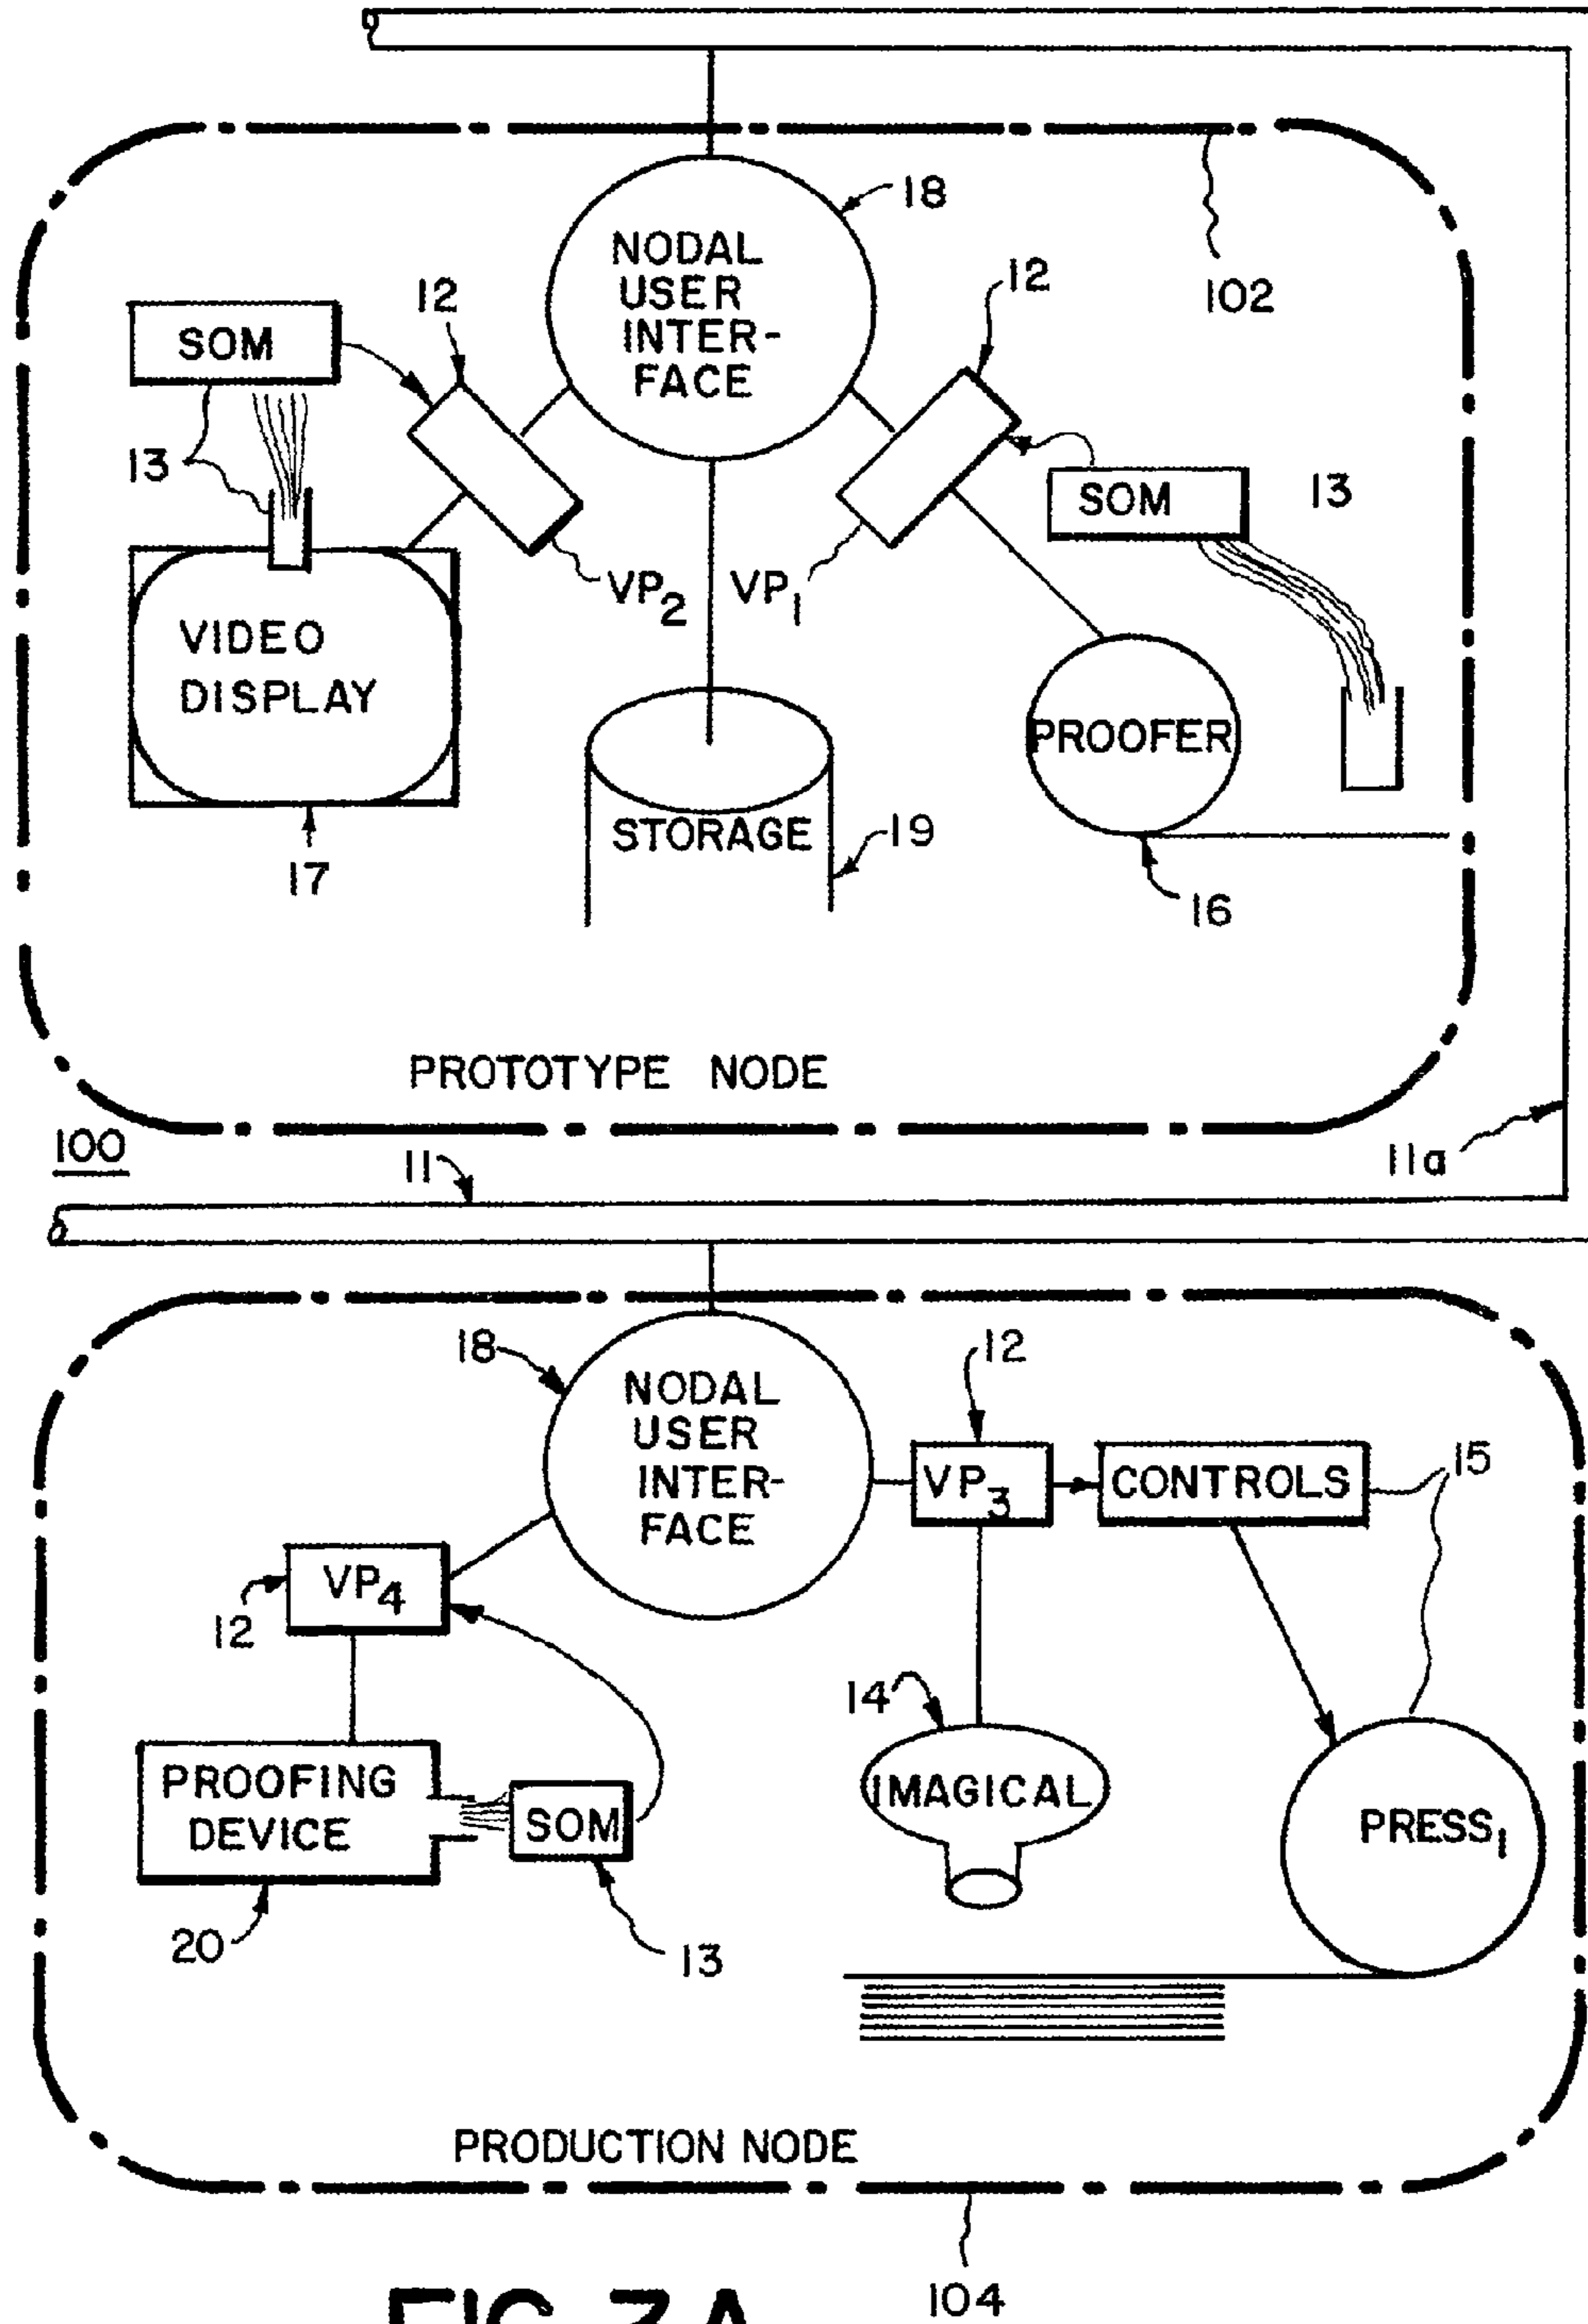 18
NODAL
USER
INTER-
FACE
102
12
12
SOM
13
SOM
13
VP2
VP1
VIDEO
DISPLAY
PROOFER
STORAGE
19
17
16
PROTOTYPE NODE
100
11
11a
18
NODAL
USER
INTER-
FACE
12
VP3
CONTROLS
15
VP4
12
14
PROOFING
DEVICE
SOM
IMAGICAL
PRESS1
20
13
PRODUCTION NODE
104
FIG. 3A